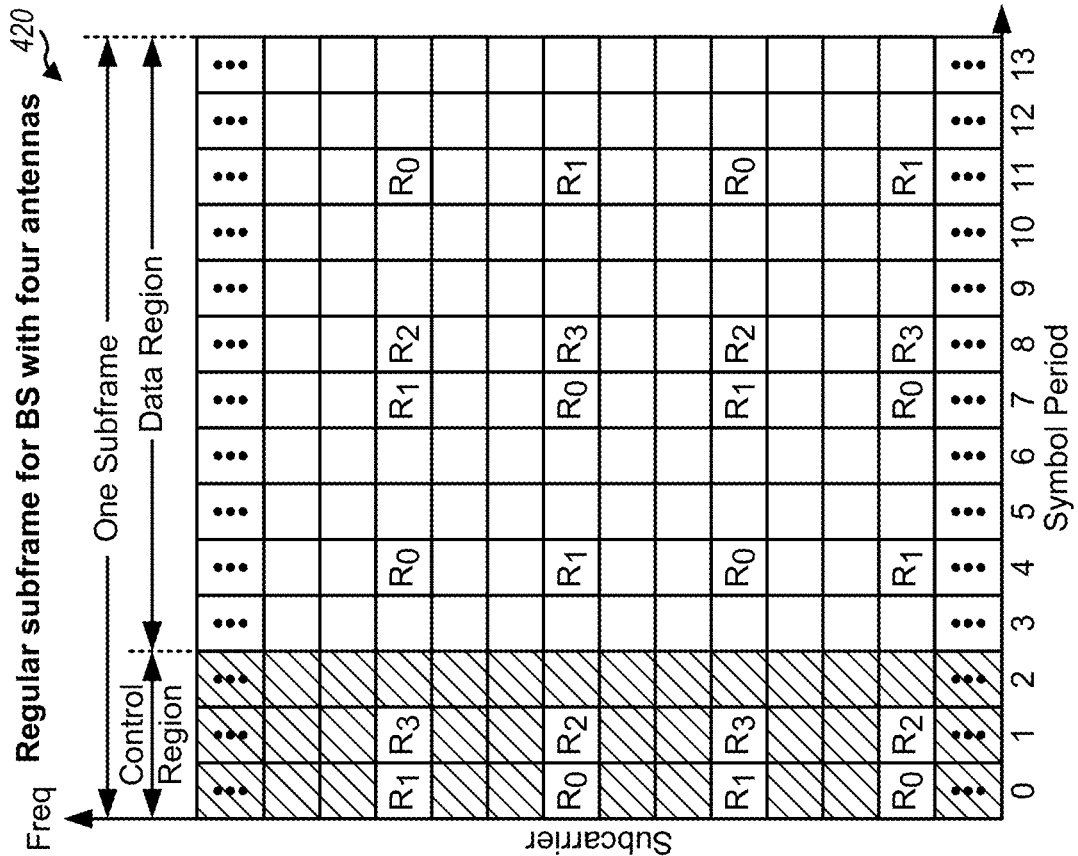 Regular subframe for BS with four antennas
420
Freq
One Subframe
Control
Region
Data Region
••• ••• ••• ••• ••• ••• ••• ••• ••• ••• ••• ••• ••• •••
R1 R3 R0 R1 R2 R0
R0 R2 R1 R0 R3 R1
R1 R3 R0 R1 R2 R0
R0 R2 R1 R0 R3 R1
••• ••• ••• ••• ••• ••• ••• ••• ••• ••• ••• ••• ••• •••
Subcarrier
0 1 2 3 4 5 6 7 8 9 10 11 12 13
Symbol Period